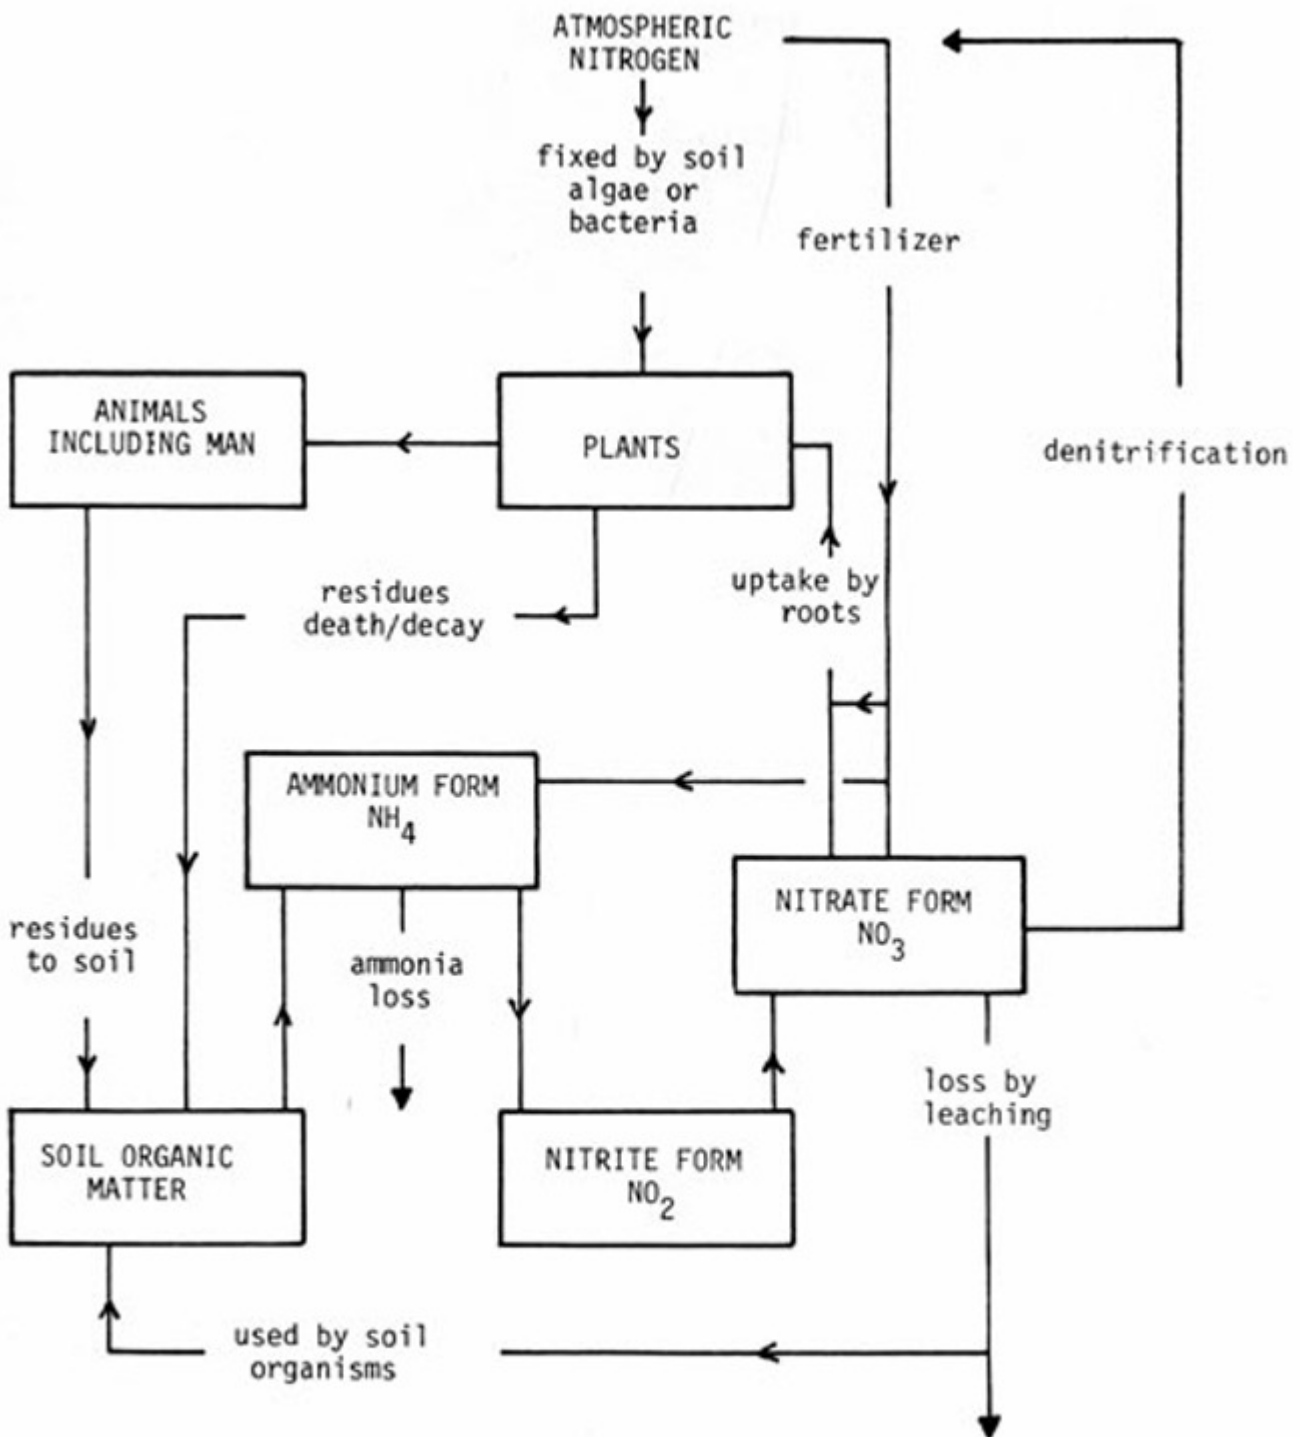 ATMOSPHERIC
NITROGEN
fixed by soil
algae or
bacteria
fertilizer
ANIMALS
INCLUDING MAN
PLANTS
denitrification
residues
death/decay
uptake by
roots
AMMONIUM FORM
NH4
NITRATE FORM
NO3
residues
to soil
ammonia
loss
loss by
leaching
SOIL ORGANIC
MATTER
NITRITE FORM
NO2
used by soil
organisms